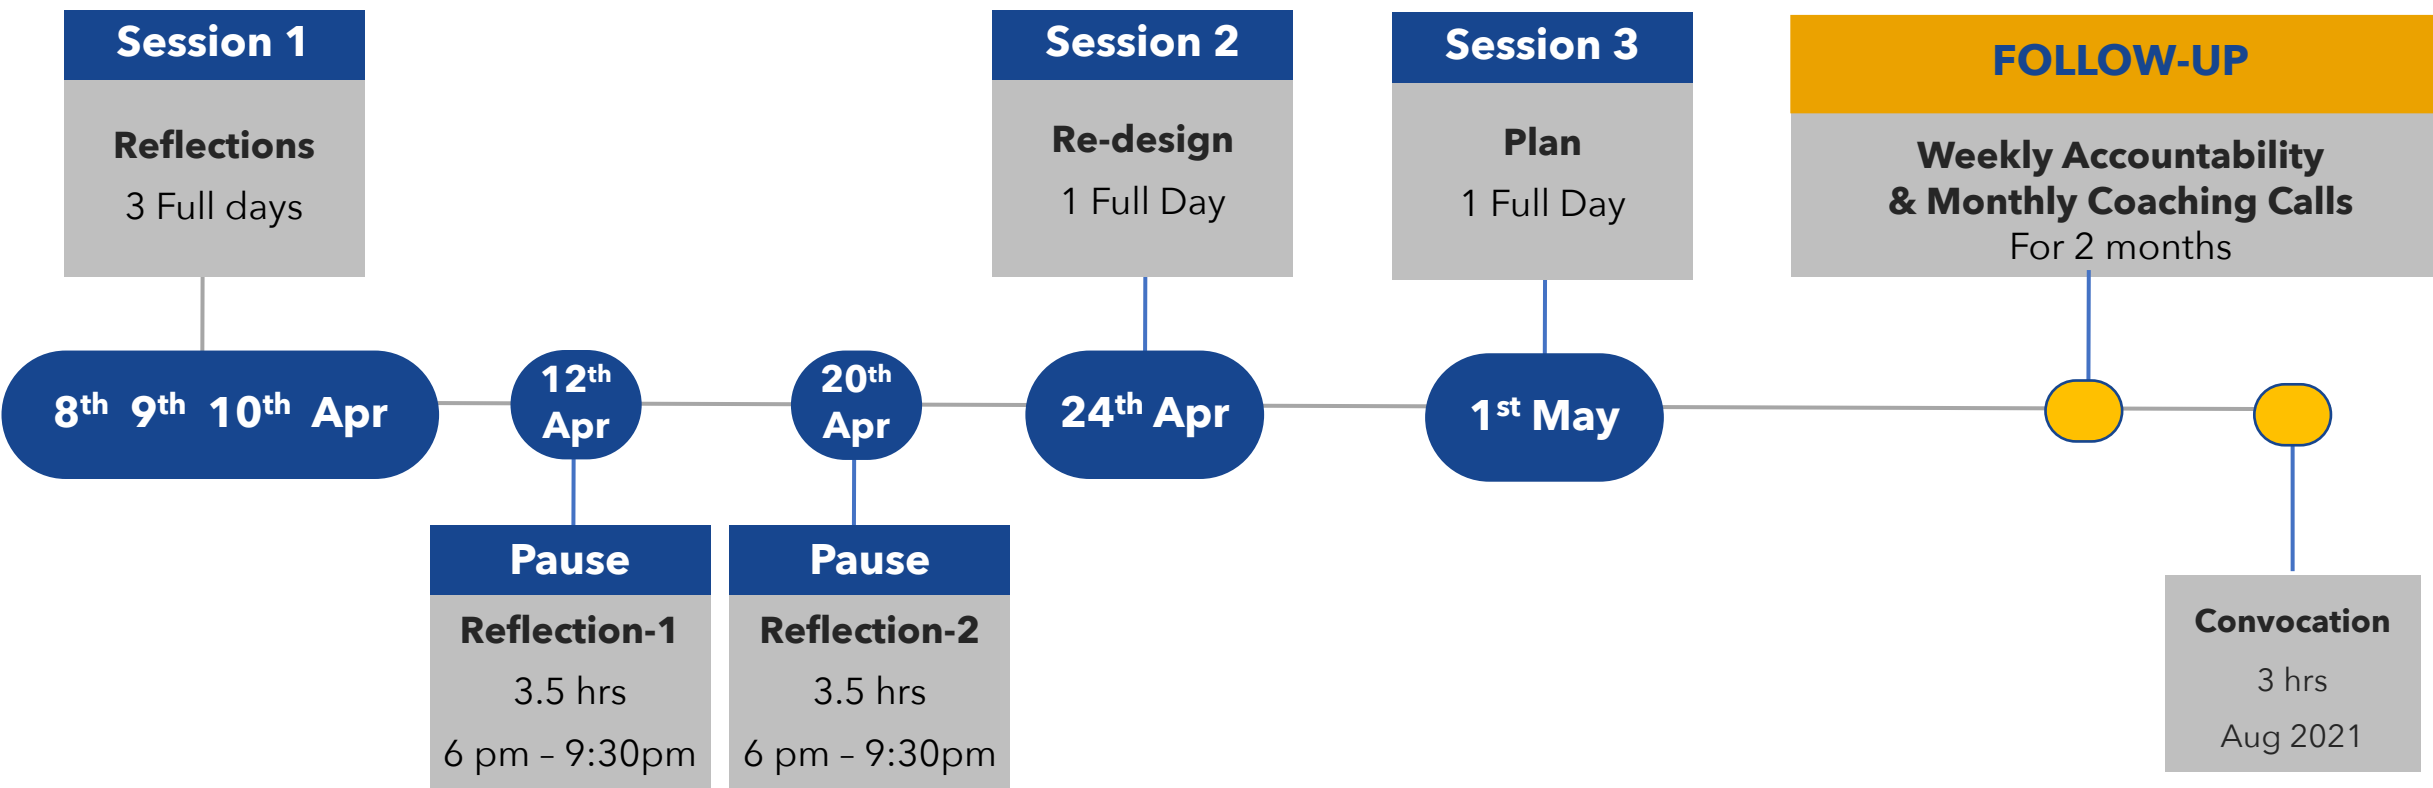 Session 1
Reflections
3 Full days
Session 2
Re-design
1 Full Day
Session 3
Plan
1 Full Day
FOLLOW-UP
Weekly Accountability
& Monthly Coaching Calls
For 2 months
8th 9th 10th Apr
12th
Apr
20th
Apr
24th Apr
1st May
Pause
Reflection-1
3.5 hrs
6 pm – 9:30pm
Pause
Reflection-2
3.5 hrs
6 pm – 9:30pm
Convocation
3 hrs
Aug 2021